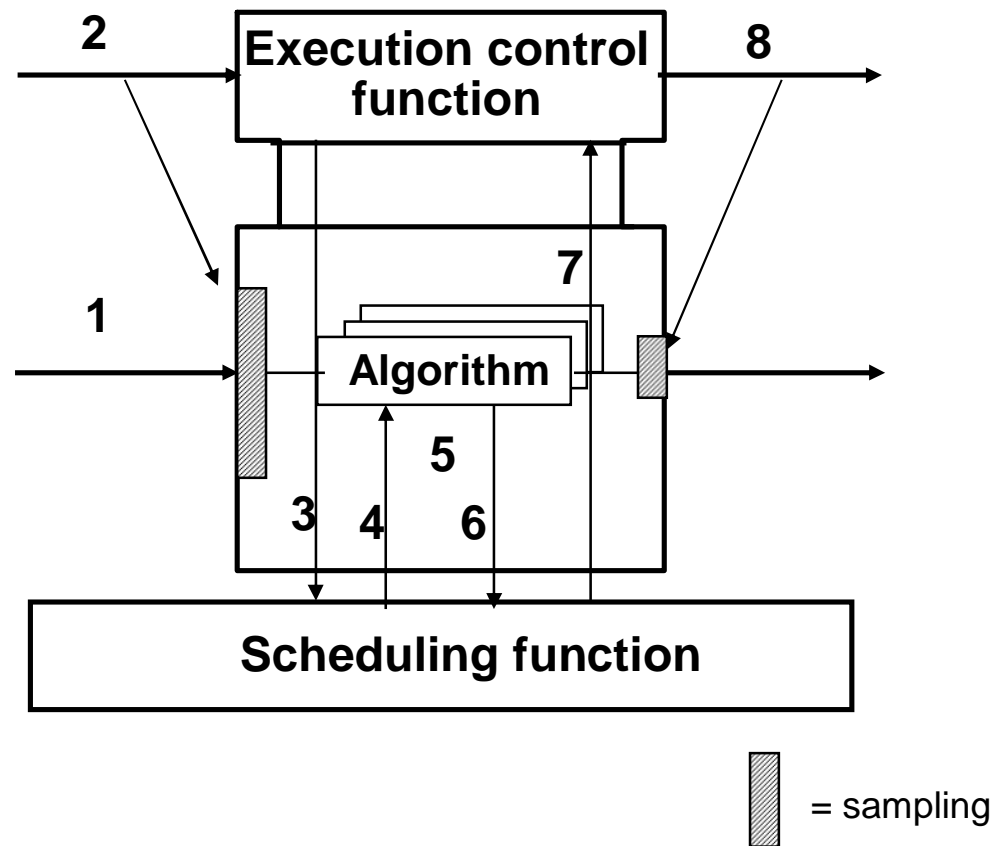 2
Execution control
function
8
1
7
Algorithm
5
3
4
6
Scheduling function
= sampling